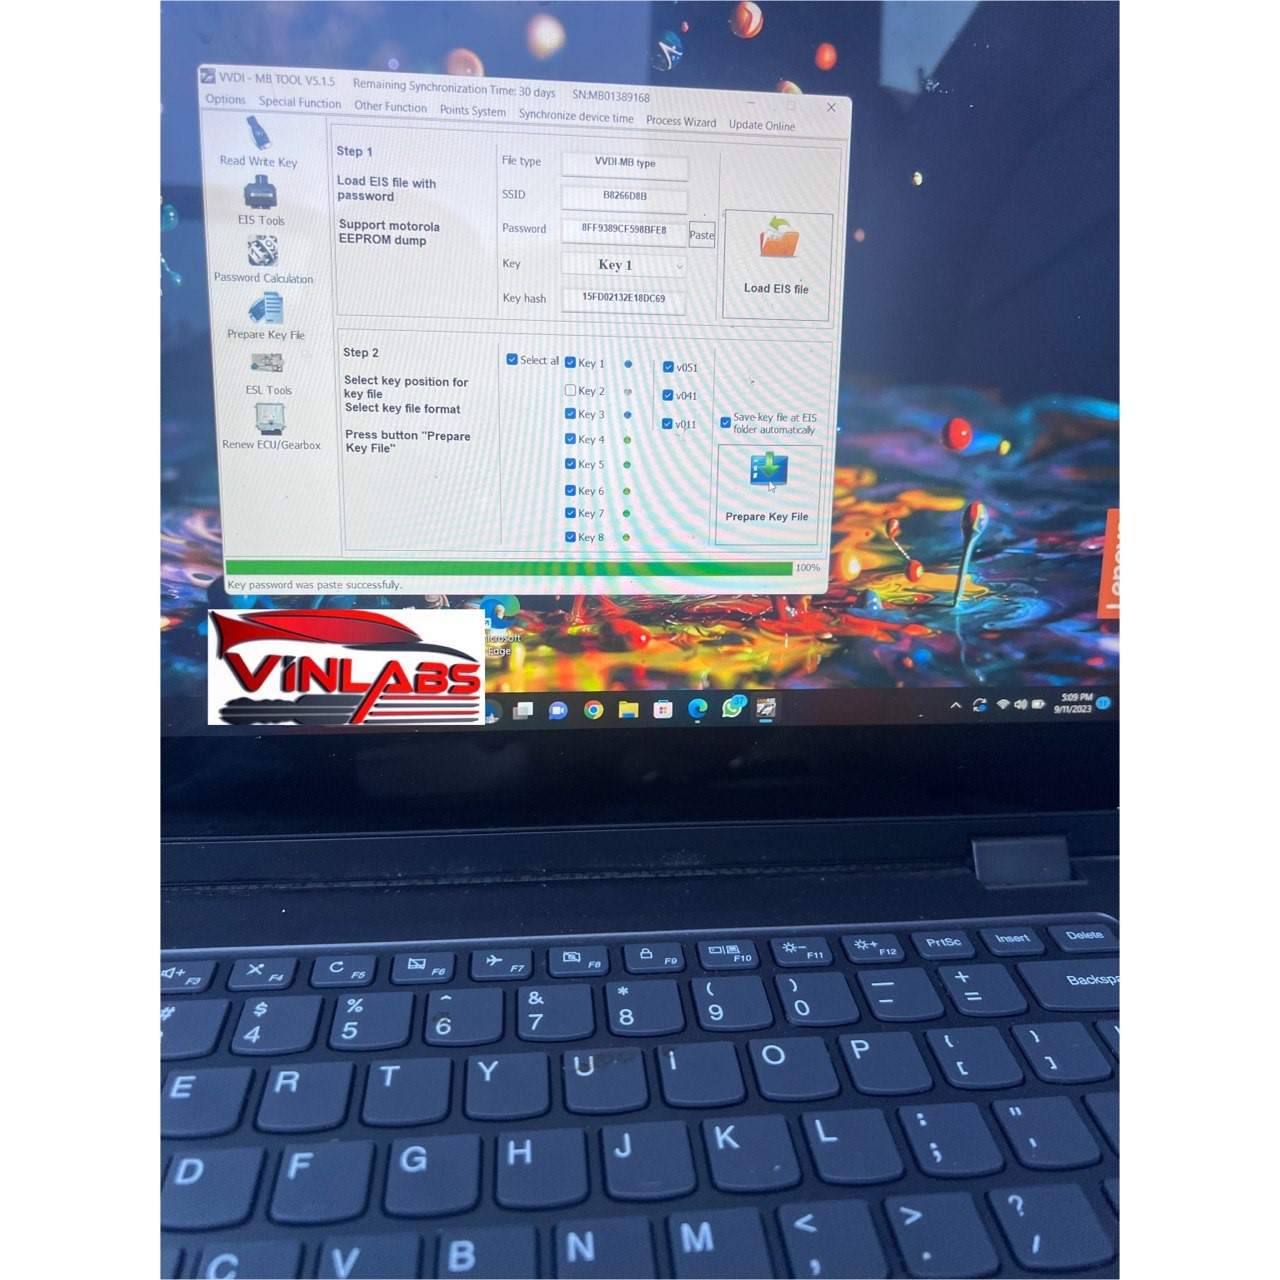 VVDI - MB TOOL V5.1.5 Remaining Synchronization Time: 30 days SN:MB01389168
Options Special Function Other Function Points System Synchronize device time Process Wizard Update Online
Read Write Key
EIS Tools
Password Calculation
Prepare Key File
ESL Tools
Renew ECU/Gearbox
Step 1
Load EIS file with
password
Support motorola
EEPROM dump
File type VVDI-MB type
SSID B8266D8B
Password 8FF9389CF598BFE8 Paste
Key Key 1
Key hash 15FD02132E18DC69
Load EIS file
Step 2
Select key position for
key file
Select key file format
Press button "Prepare
Key File"
Select all
Key 1
Key 2
Key 3
Key 4
Key 5
Key 6
Key 7
Key 8
v051
v041
v011
Save key file at EIS
folder automatically
Prepare Key File
100%
Key password was paste successfuly.
VINLABS
Edge
Lenovo
37
5:09 PM
9/11/2023
F3 F4 F5 F6 F7 F8 F9 F10 F11 F12 PrtSc Insert Delete
# $ 4 % 5 ^ 6 & 7 * 8 ( 9 ) 0 — - + = Backspa
E R T Y U I O P { [ } ]
D F G H J K L : ; " '
C V B N M < , > . ? /